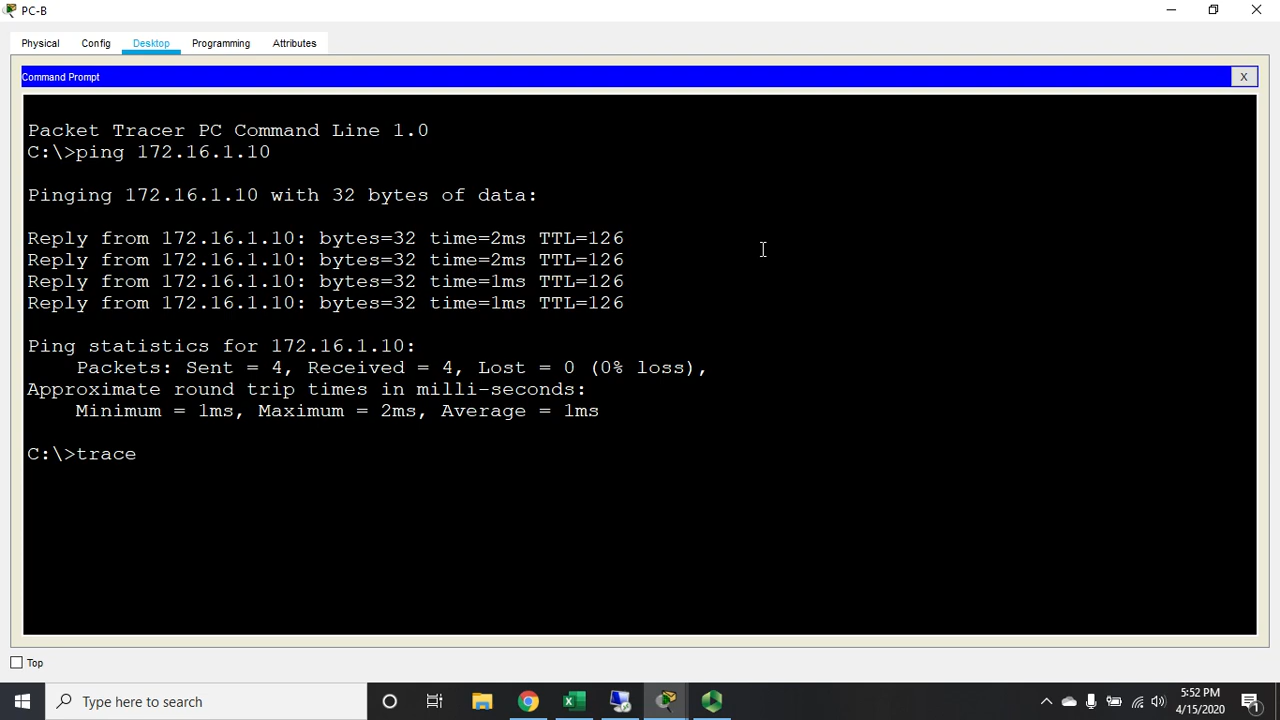 PC-B
Physical Config Desktop Programming Attributes
Command Prompt
X
Packet Tracer PC Command Line 1.0
C:\>ping 172.16.1.10
Pinging 172.16.1.10 with 32 bytes of data:
Reply from 172.16.1.10: bytes=32 time=2ms TTL=126
Reply from 172.16.1.10: bytes=32 time=2ms TTL=126
Reply from 172.16.1.10: bytes=32 time=1ms TTL=126
Reply from 172.16.1.10: bytes=32 time=1ms TTL=126
Ping statistics for 172.16.1.10:
Packets: Sent = 4, Received = 4, Lost = 0 (0% loss),
Approximate round trip times in milli-seconds:
Minimum = 1ms, Maximum = 2ms, Average = 1ms
C:\>trace
Top
Type here to search
5:52 PM
4/15/2020
1